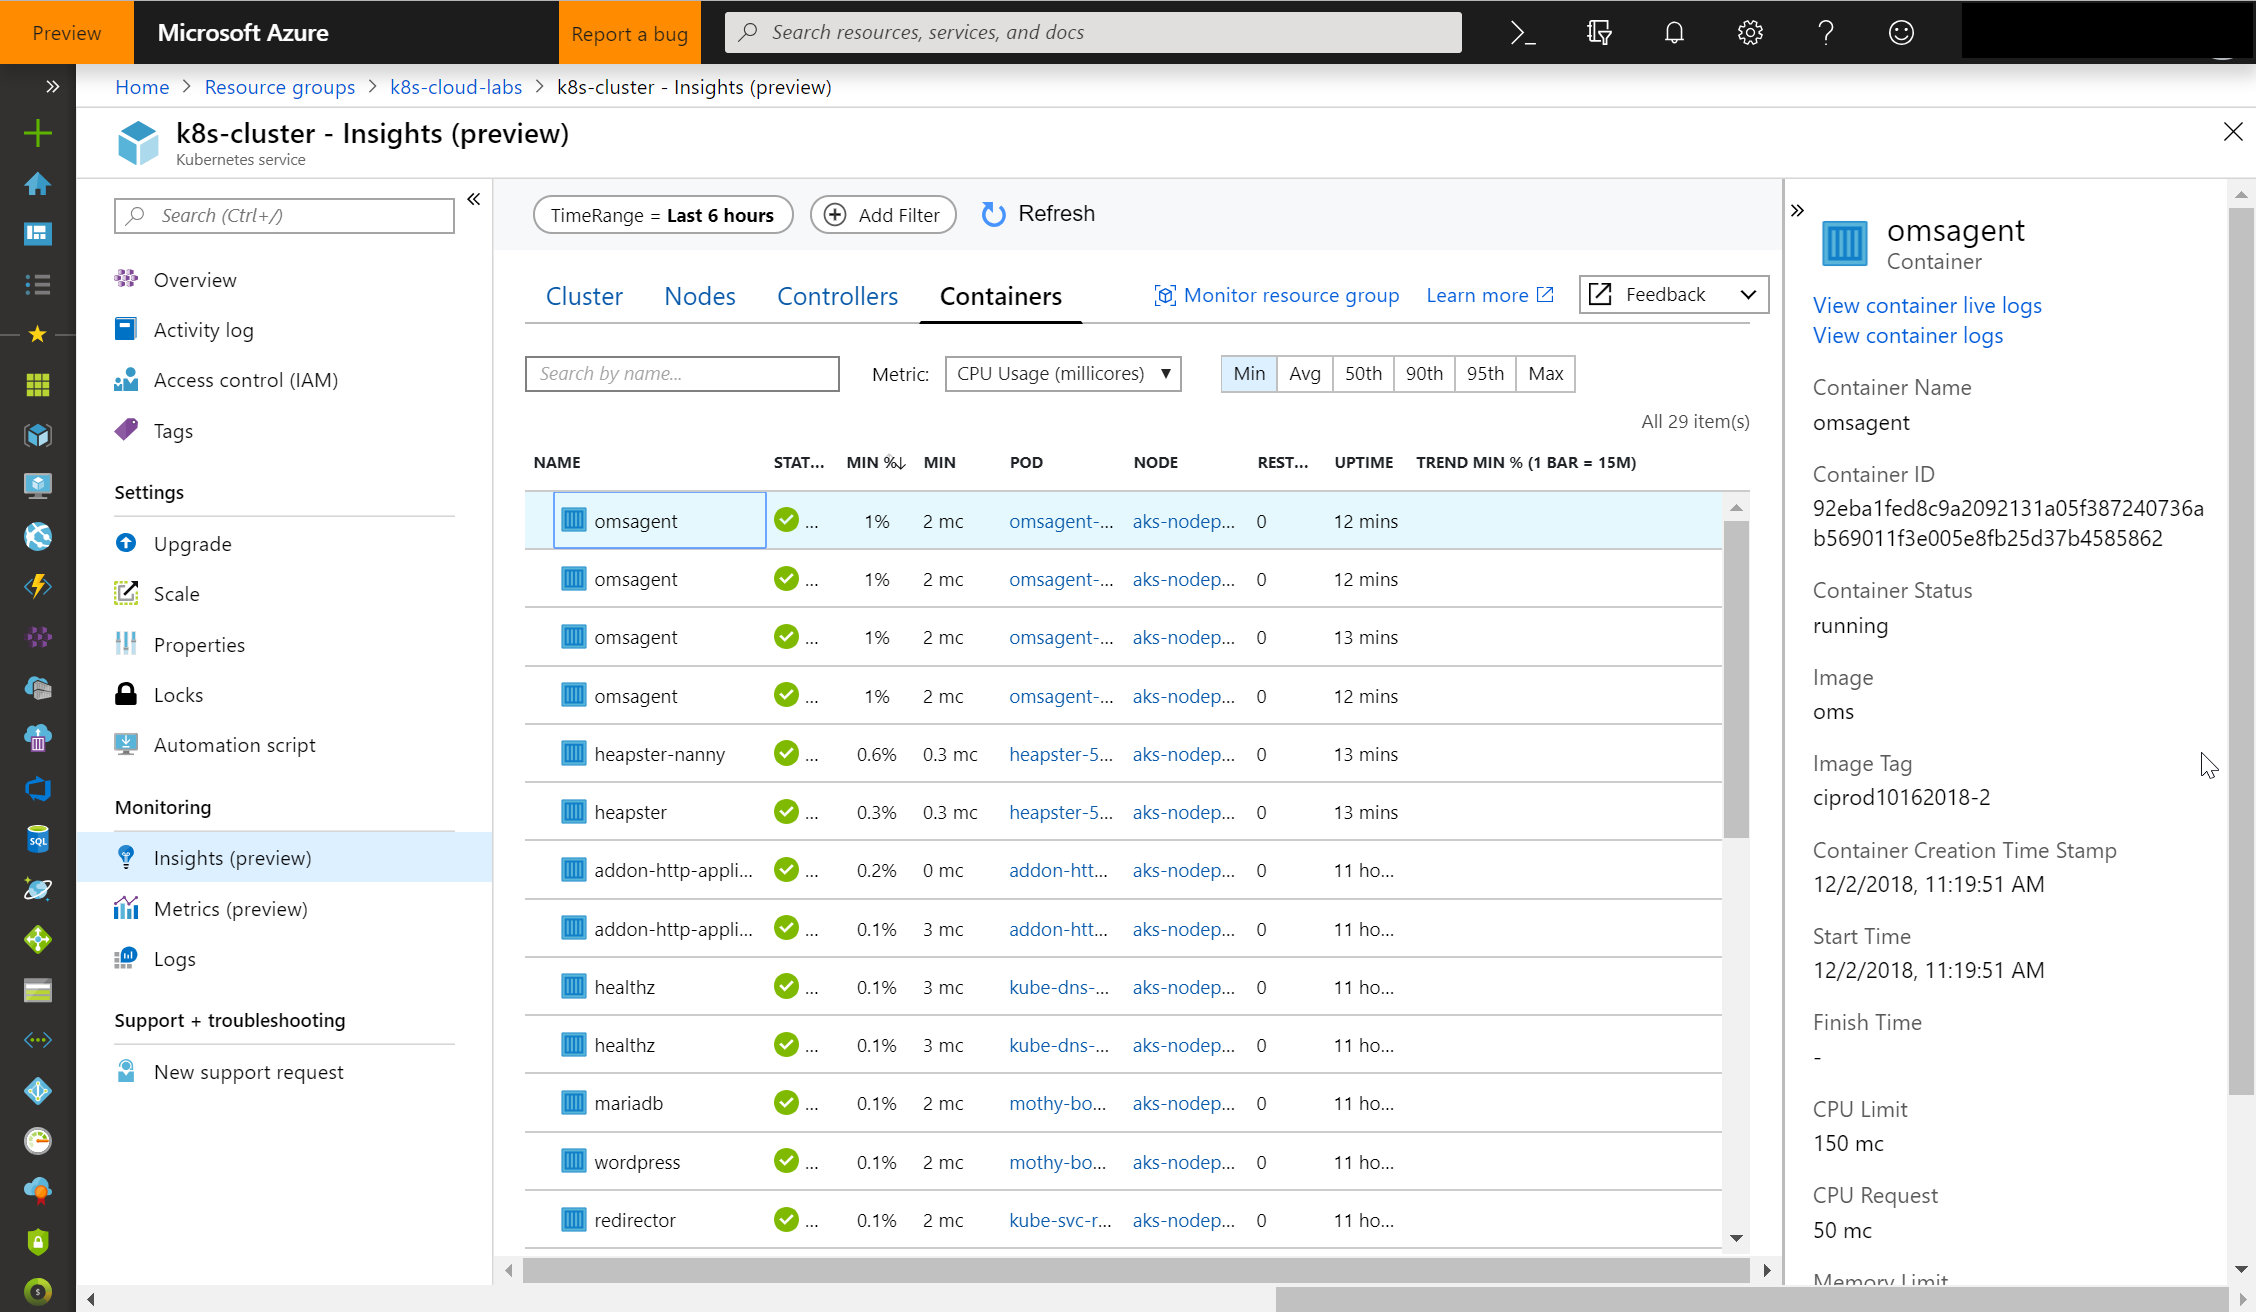 Preview
Microsoft Azure
Report a bug
Search resources, services, and docs
Home > Resource groups > k8s-cloud-labs > k8s-cluster - Insights (preview)
k8s-cluster - Insights (preview)
Kubernetes service
Search (Ctrl+/)
Overview
Activity log
Access control (IAM)
Tags
Settings
Upgrade
Scale
Properties
Locks
Automation script
Monitoring
Insights (preview)
Metrics (preview)
Logs
Support + troubleshooting
New support request
TimeRange = Last 6 hours
Add Filter
Refresh
Cluster Nodes Controllers Containers
Monitor resource group
Learn more
Feedback
Search by name...
Metric: CPU Usage (millicores)
Min Avg 50th 90th 95th Max
All 29 item(s)
NAME STAT... MIN % MIN POD NODE REST... UPTIME TREND MIN % (1 BAR = 15M)
omsagent ... 1% 2 mc omsagent-... aks-nodep... 0 12 mins
omsagent ... 1% 2 mc omsagent-... aks-nodep... 0 12 mins
omsagent ... 1% 2 mc omsagent-... aks-nodep... 0 13 mins
omsagent ... 1% 2 mc omsagent-... aks-nodep... 0 12 mins
heapster-nanny ... 0.6% 0.3 mc heapster-5... aks-nodep... 0 13 mins
heapster ... 0.3% 0.3 mc heapster-5... aks-nodep... 0 13 mins
addon-http-appli... ... 0.2% 0 mc addon-htt... aks-nodep... 0 11 ho...
addon-http-appli... ... 0.1% 3 mc addon-htt... aks-nodep... 0 11 ho...
healthz ... 0.1% 3 mc kube-dns-... aks-nodep... 0 11 ho...
healthz ... 0.1% 3 mc kube-dns-... aks-nodep... 0 11 ho...
mariadb ... 0.1% 2 mc mothy-bo... aks-nodep... 0 11 ho...
wordpress ... 0.1% 2 mc mothy-bo... aks-nodep... 0 11 ho...
redirector ... 0.1% 2 mc kube-svc-r... aks-nodep... 0 11 ho...
omsagent
Container
View container live logs
View container logs
Container Name
omsagent
Container ID
92eba1fed8c9a2092131a05f387240736a
b569011f3e005e8fb25d37b4585862
Container Status
running
Image
oms
Image Tag
ciprod10162018-2
Container Creation Time Stamp
12/2/2018, 11:19:51 AM
Start Time
12/2/2018, 11:19:51 AM
Finish Time
-
CPU Limit
150 mc
CPU Request
50 mc
Memory Limit